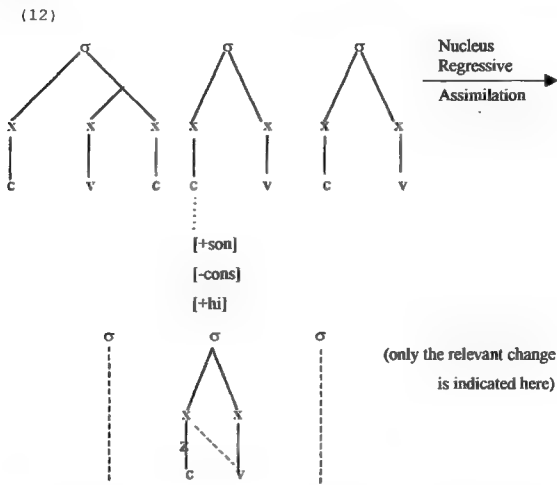 (12)
σ σ σ Nucleus
Regressive
Assimilation
x x x x x x x
c v c c v c v
[+son]
[-cons]
[+hi]
σ σ σ
(only the relevant change
is indicated here)
x x
z
c v